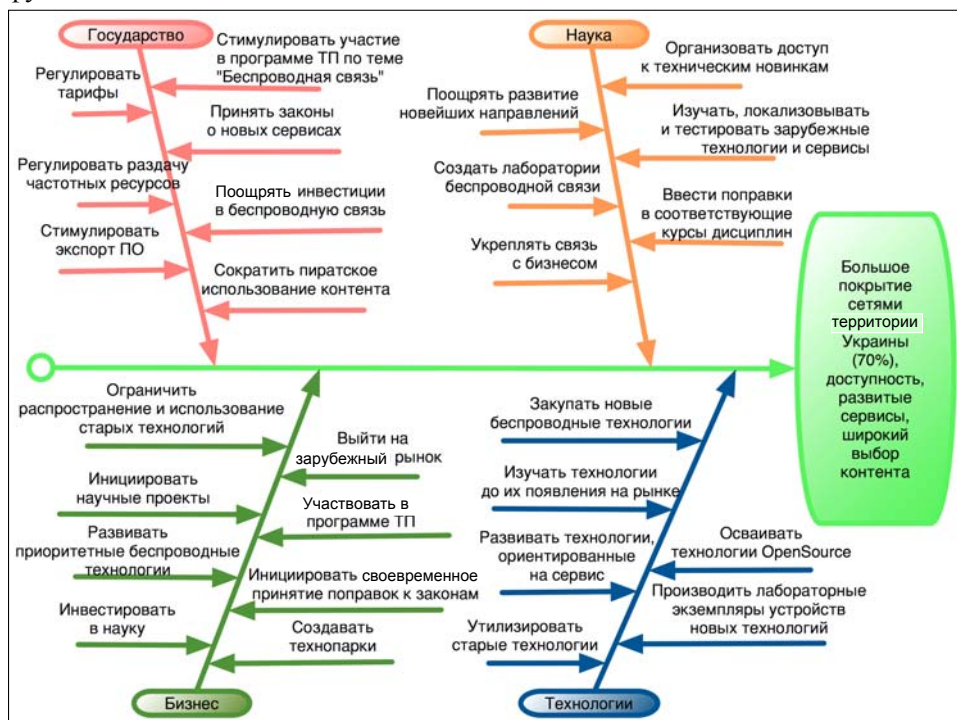 Государство
Стимулировать участие
в программе ТП по теме
"Беспроводная связь"
Регулировать
тарифы
Принять законы
о новых сервисах
Регулировать раздачу
частотных ресурсов
Поощрять инвестиции
в беспроводную связь
Стимулировать
экспорт ПО
Сократить пиратское
использование контента
Наука
Организовать доступ
к техническим новинкам
Поощрять развитие
новейших направлений
Изучать, локализовывать
и тестировать зарубежные
технологии и сервисы
Создать лаборатории
беспроводной связи
Ввести поправки
в соответствующие
курсы дисциплин
Укреплять связь
с бизнесом
Большое
покрытие
сетями
территории
Украины
(70%),
доступность,
развитые
сервисы,
широкий
выбор
контента
Ограничить
распространение и использование
старых технологий
Выйти на
зарубежный рынок
Инициировать
научные проекты
Участвовать в
программе ТП
Развивать
приоритетные беспроводные
технологии
Инициировать своевременное
принятие поправок к законам
Инвестировать
в науку
Создавать
технопарки
Бизнес
Закупать новые
беспроводные технологии
Изучать технологии
до их появления на рынке
Развивать технологии,
ориентированные
на сервис
Осваивать
технологии OpenSource
Производить лабораторные
экземпляры устройств
новых технологий
Утилизировать
старые технологии
Технологии